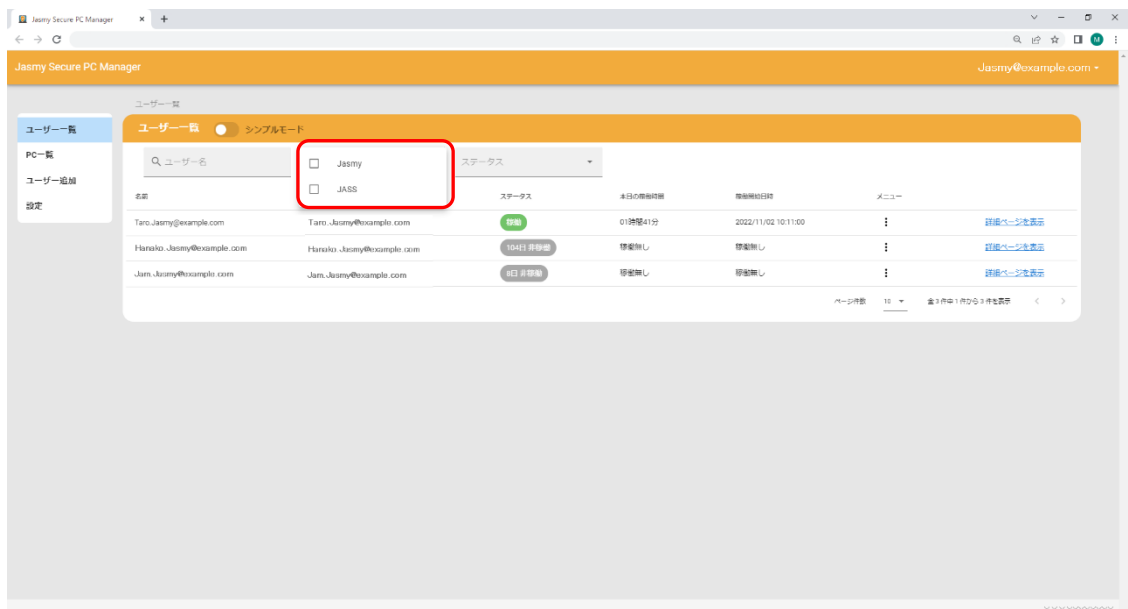 Jasmy Secure PC Manager
M
Jasmy Secure PC Manager
Jasmy@example.com
ユーザー一覧
ユーザー一覧
PC一覧
ユーザー追加
設定
ユーザー一覧 シンプルモード
ユーザー名
Jasmy
JASS
ステータス
名前 ステータス 本日の稼働時間 稼働開始日時 メニュー
Taro.Jasmy@example.com Taro.Jasmy@example.com 稼働 01時間41分 2022/11/02 10:11:00 詳細ページを表示
Hanako.Jasmy@example.com Hanako.Jasmy@example.com 104日 非稼働 稼働無し 稼働無し 詳細ページを表示
Jam.Jasmy@example.com Jam.Jasmy@example.com 8日 非稼働 稼働無し 稼働無し 詳細ページを表示
ページ件数 10 全3件中1件から3件を表示